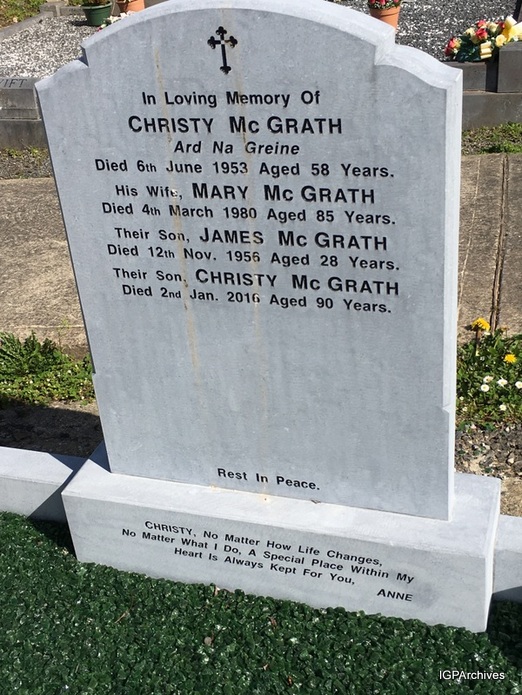 IFT
In Loving Memory Of
CHRISTY Mc GRATH
Ard Na Greine
Died 6th June 1953 Aged 58 Years.
His Wife, MARY Mc GRATH
Died 4th March 1980 Aged 85 Years.
Their Son, JAMES Mc GRATH
Died 12th Nov. 1956 Aged 28 Years.
Their Son, CHRISTY Mc GRATH
Died 2nd Jan. 2016 Aged 90 Years.
Rest In Peace.
CHRISTY, No Matter How Life Changes,
No Matter What I Do, A Special Place Within My
Heart Is Always Kept For You,
ANNE
IGPArchives